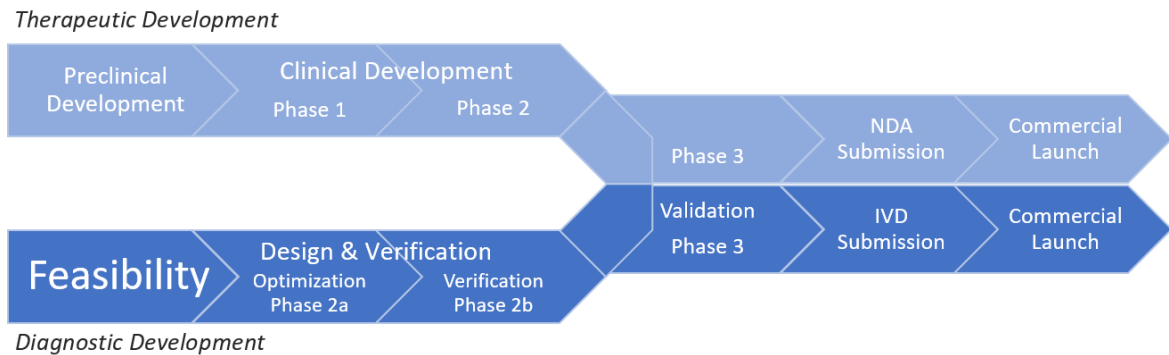 Therapeutic Development
Preclinical
Development
Clinical Development
Phase 1
Phase 2
Phase 3
NDA
Submission
Commercial
Launch
Validation
Phase 3
IVD
Submission
Commercial
Launch
Feasibility
Design & Verification
Optimization
Phase 2a
Verification
Phase 2b
Diagnostic Development